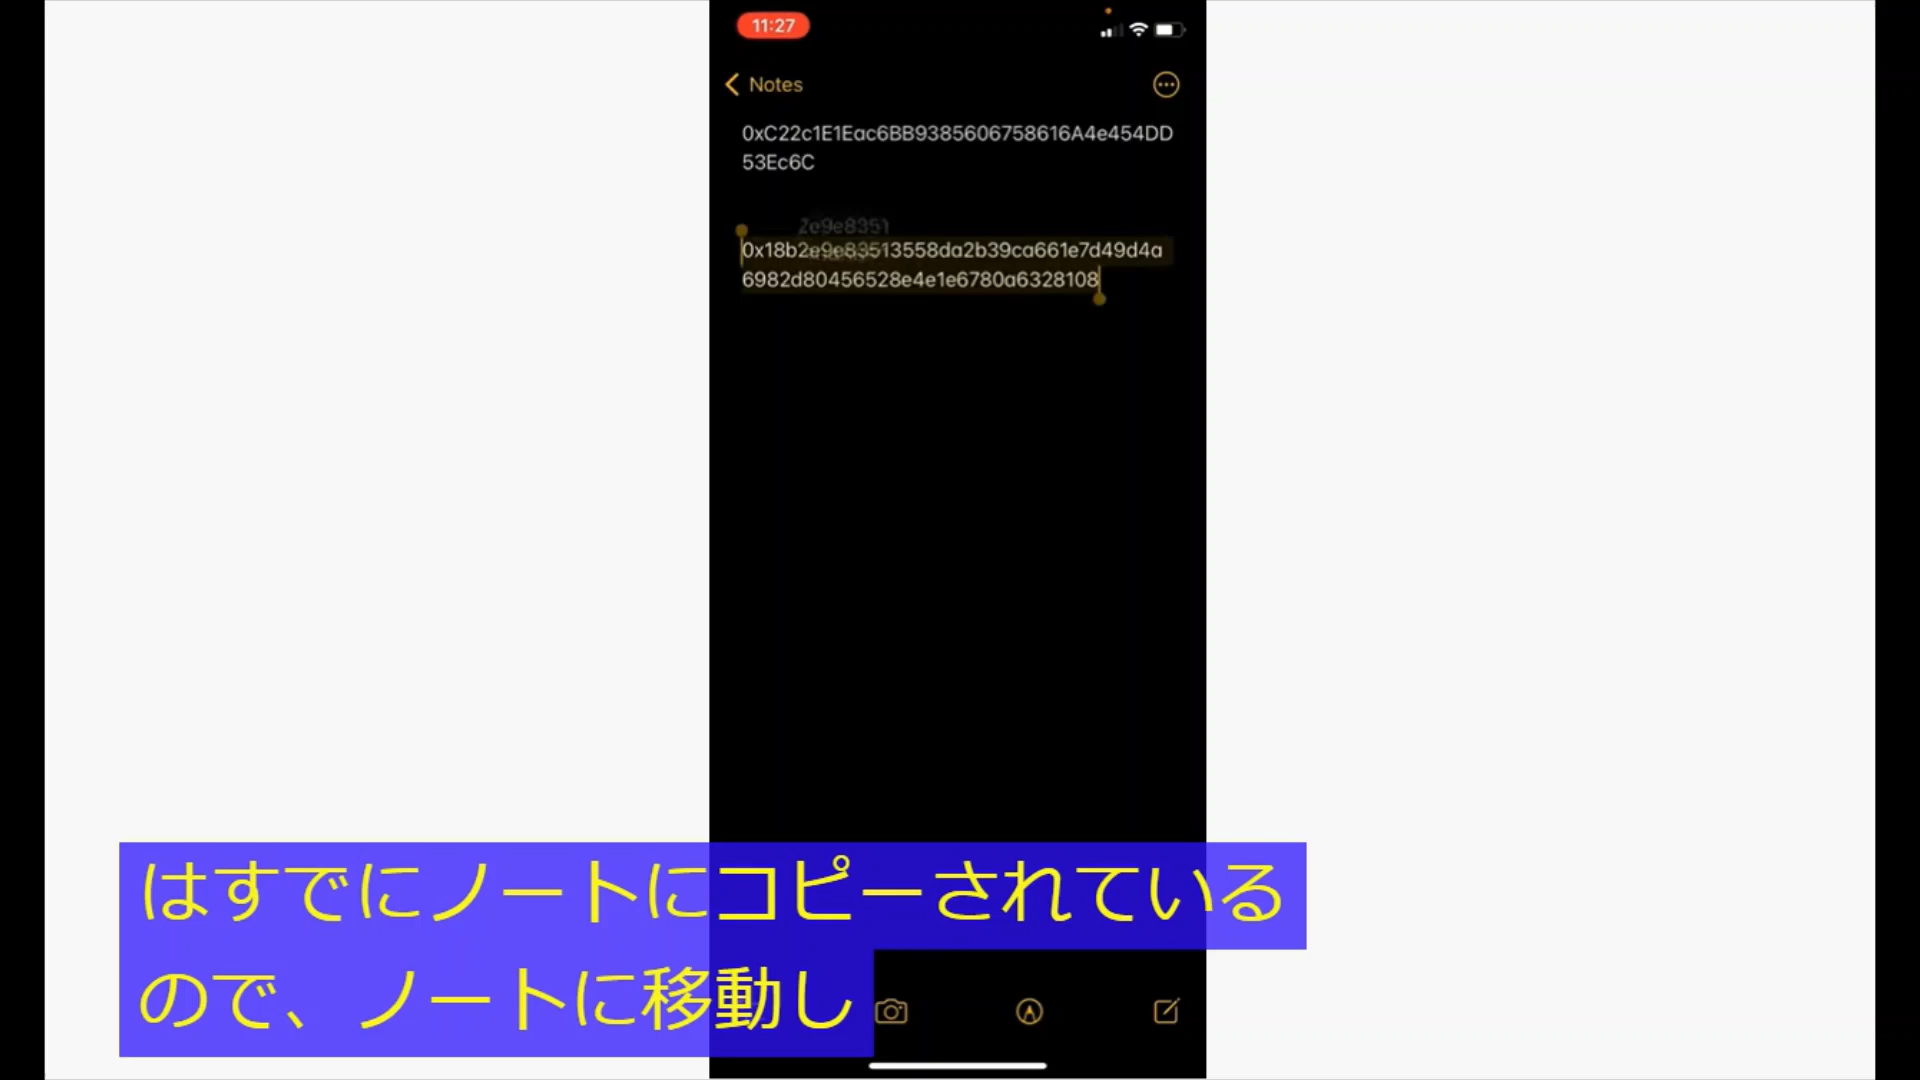 11:27
Notes
0xC22c1E1Eac6BB9385606758616A4e454DD
53Ec6C
2e9e8351
0x18b2e9e83513558da2b39ca661e7d49d4a
6982d80456528e4e1e6780a6328108
はすでにノートにコピーされている
ので、ノートに移動し